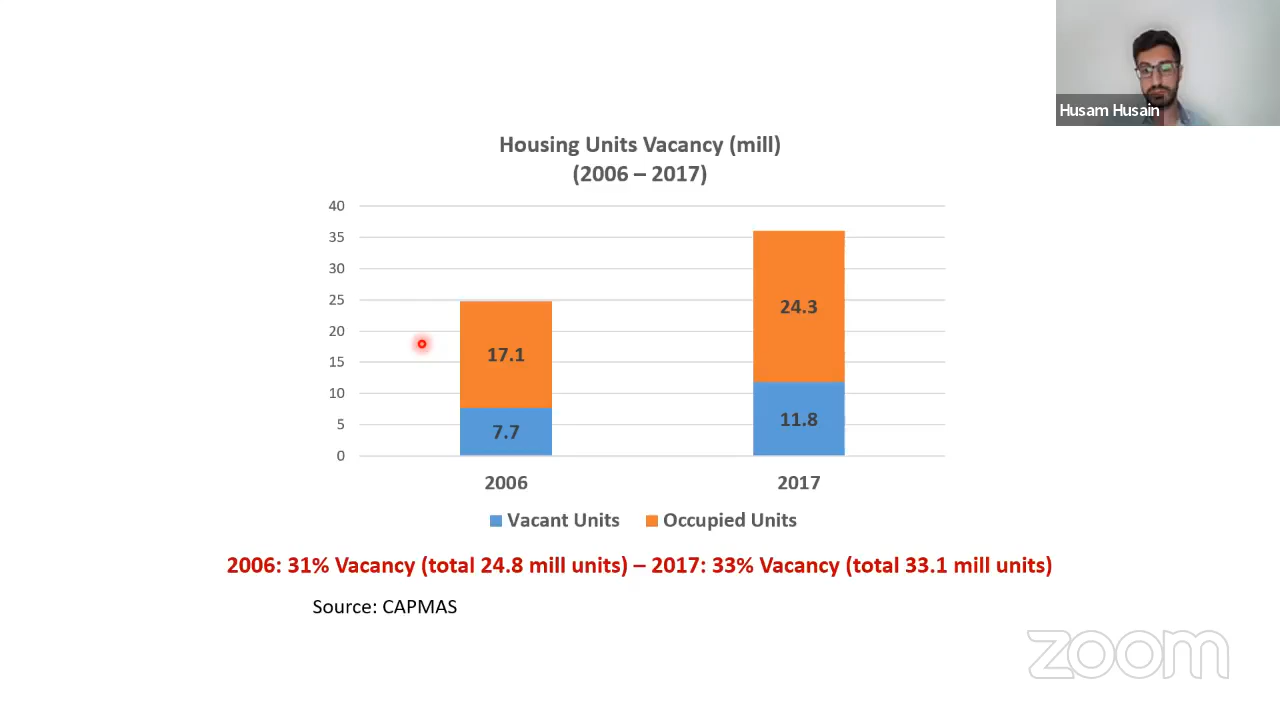 Husam Husain
Housing Units Vacancy (mill)
(2006 – 2017)
40
35
30
25
20
15
10
5
0
17.1
7.7
24.3
11.8
2006
2017
Vacant Units
Occupied Units
2006: 31% Vacancy (total 24.8 mill units) – 2017: 33% Vacancy (total 33.1 mill units)
Source: CAPMAS
zoom